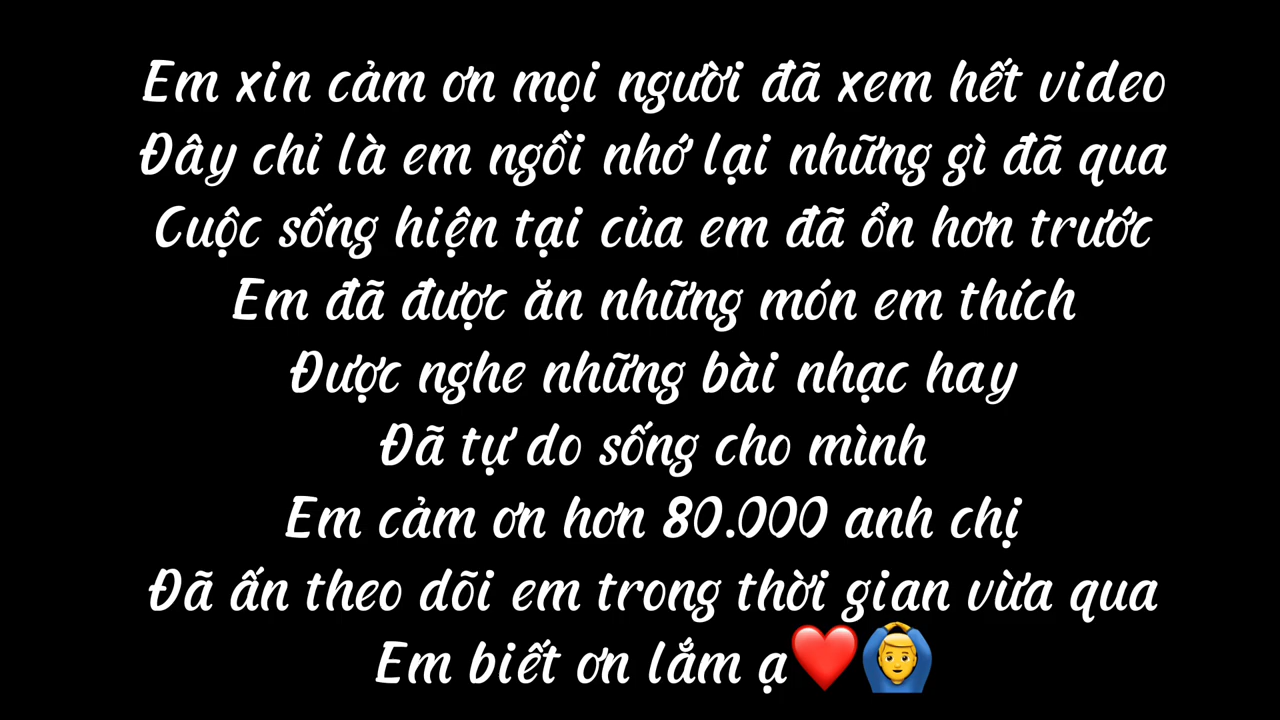 Em xin cảm ơn mọi người đã xem hết video
Đây chỉ là em ngồi nhớ lại những gì đã qua
Cuộc sống hiện tại của em đã ổn hơn trước
Em đã được ăn những món em thích
Được nghe những bài nhạc hay
Đã tự do sống cho mình
Em cảm ơn hơn 80.000 anh chị
Đã ấn theo dõi em trong thời gian vừa qua
Em biết ơn lắm ạ❤️🙆‍♂️